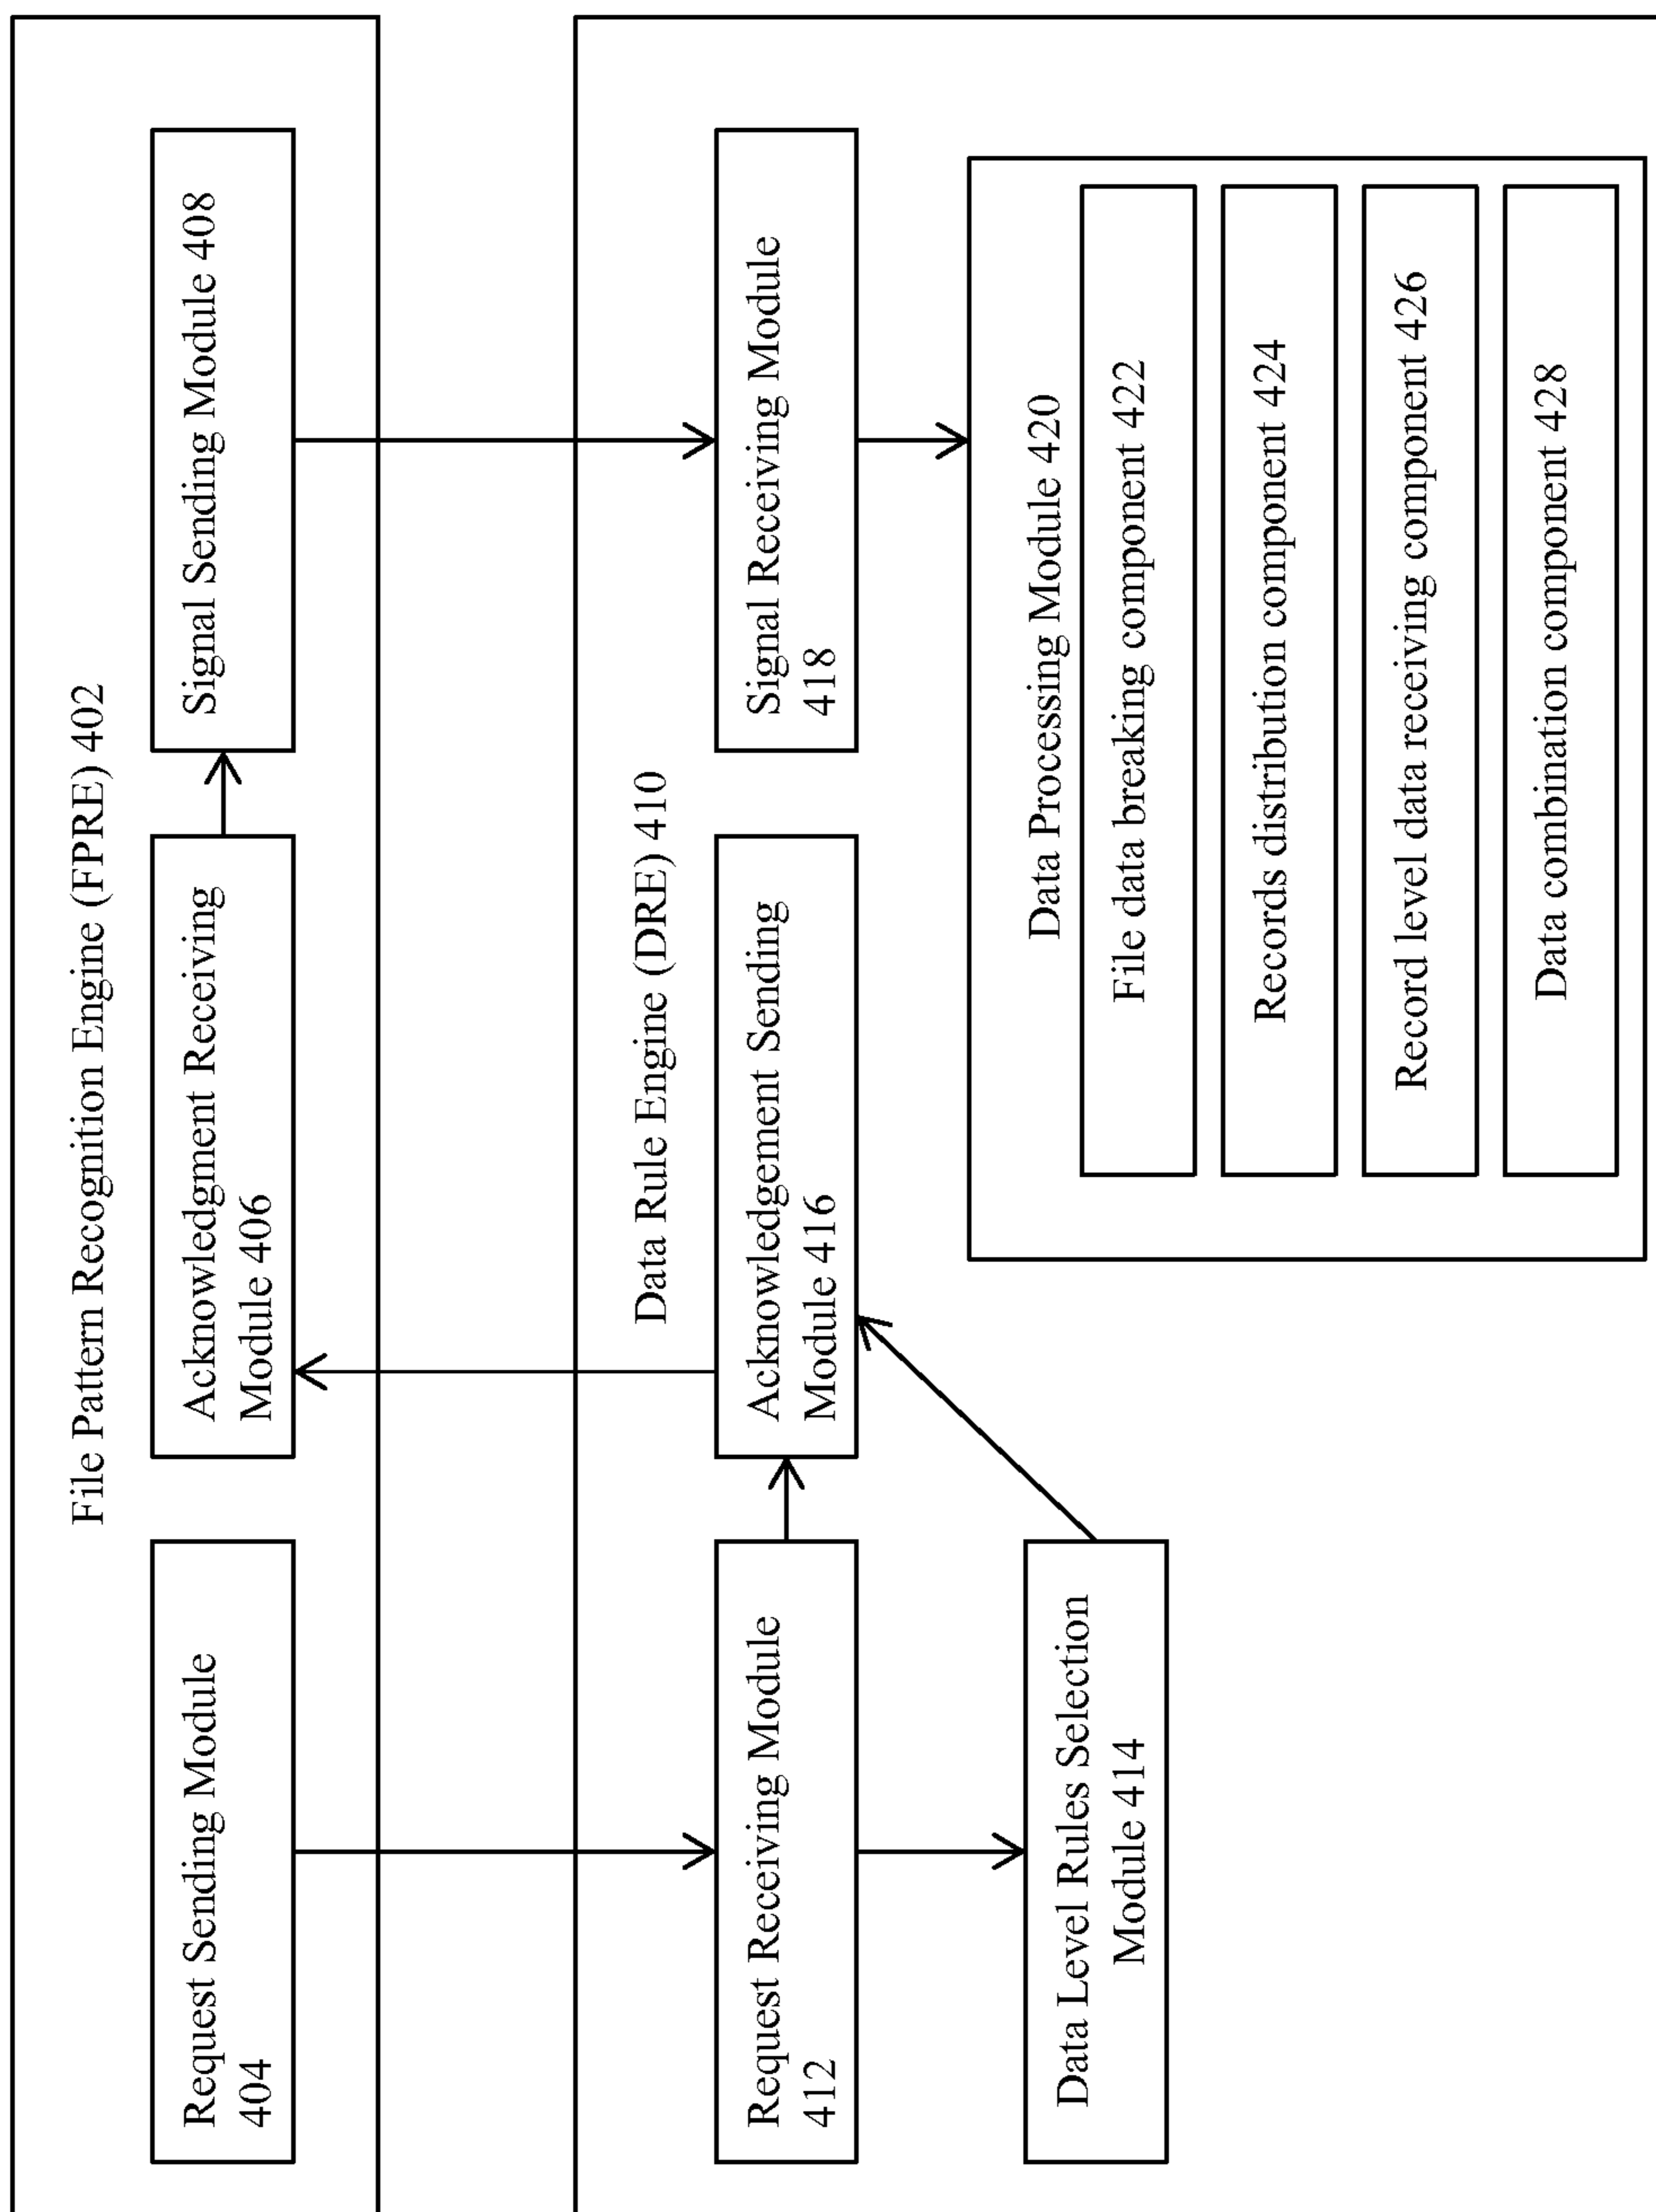 File Pattern Recognition Engine (FPRE) 402
Request Sending Module
404
Acknowledgment Receiving
Module 406
Signal Sending Module 408
Data Rule Engine (DRE) 410
Request Receiving Module
412
Acknowledgement Sending
Module 416
Signal Receiving Module
418
Data Level Rules Selection
Module 414
Data Processing Module 420
File data breaking component 422
Records distribution component 424
Record level data receiving component 426
Data combination component 428